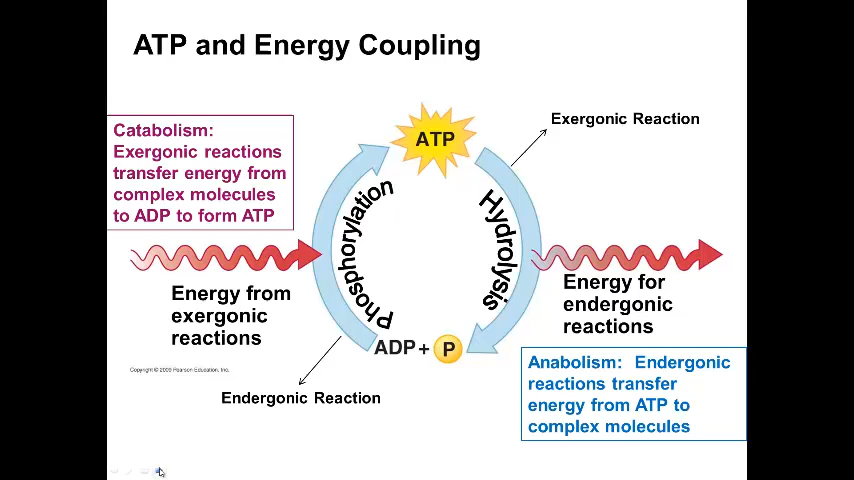 ATP and Energy Coupling
Catabolism:
Exergonic reactions
transfer energy from
complex molecules
to ADP to form ATP
ATP
Exergonic Reaction
Phosphorylation
Hydrolysis
Energy from
exergonic
reactions
Energy for
endergonic
reactions
ADP + P
Copyright © 2009 Pearson Education, Inc.
Endergonic Reaction
Anabolism: Endergonic
reactions transfer
energy from ATP to
complex molecules